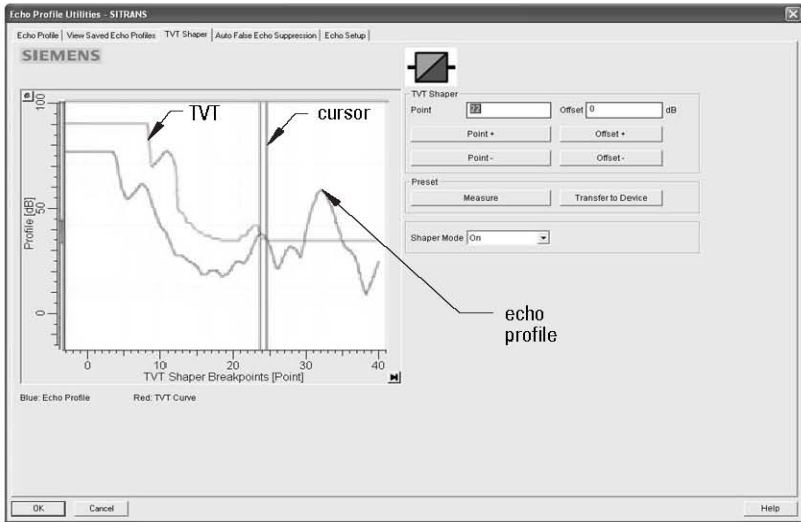 Echo Profile Utilities - SITRANS
Echo Profile | View Saved Echo Profiles | TVT Shaper | Auto False Echo Suppression | Echo Setup
SIEMENS
TVT
cursor
100
50
0
Profile [dB]
0 10 20 30 40
TVT Shaper Breakpoints [Point]
echo
profile
Blue: Echo Profile Red: TVT Curve
TVT Shaper
Point 22 Offset 0 dB
Point + Offset +
Point - Offset -
Preset
Measure Transfer to Device
Shaper Mode On
OK Cancel Help